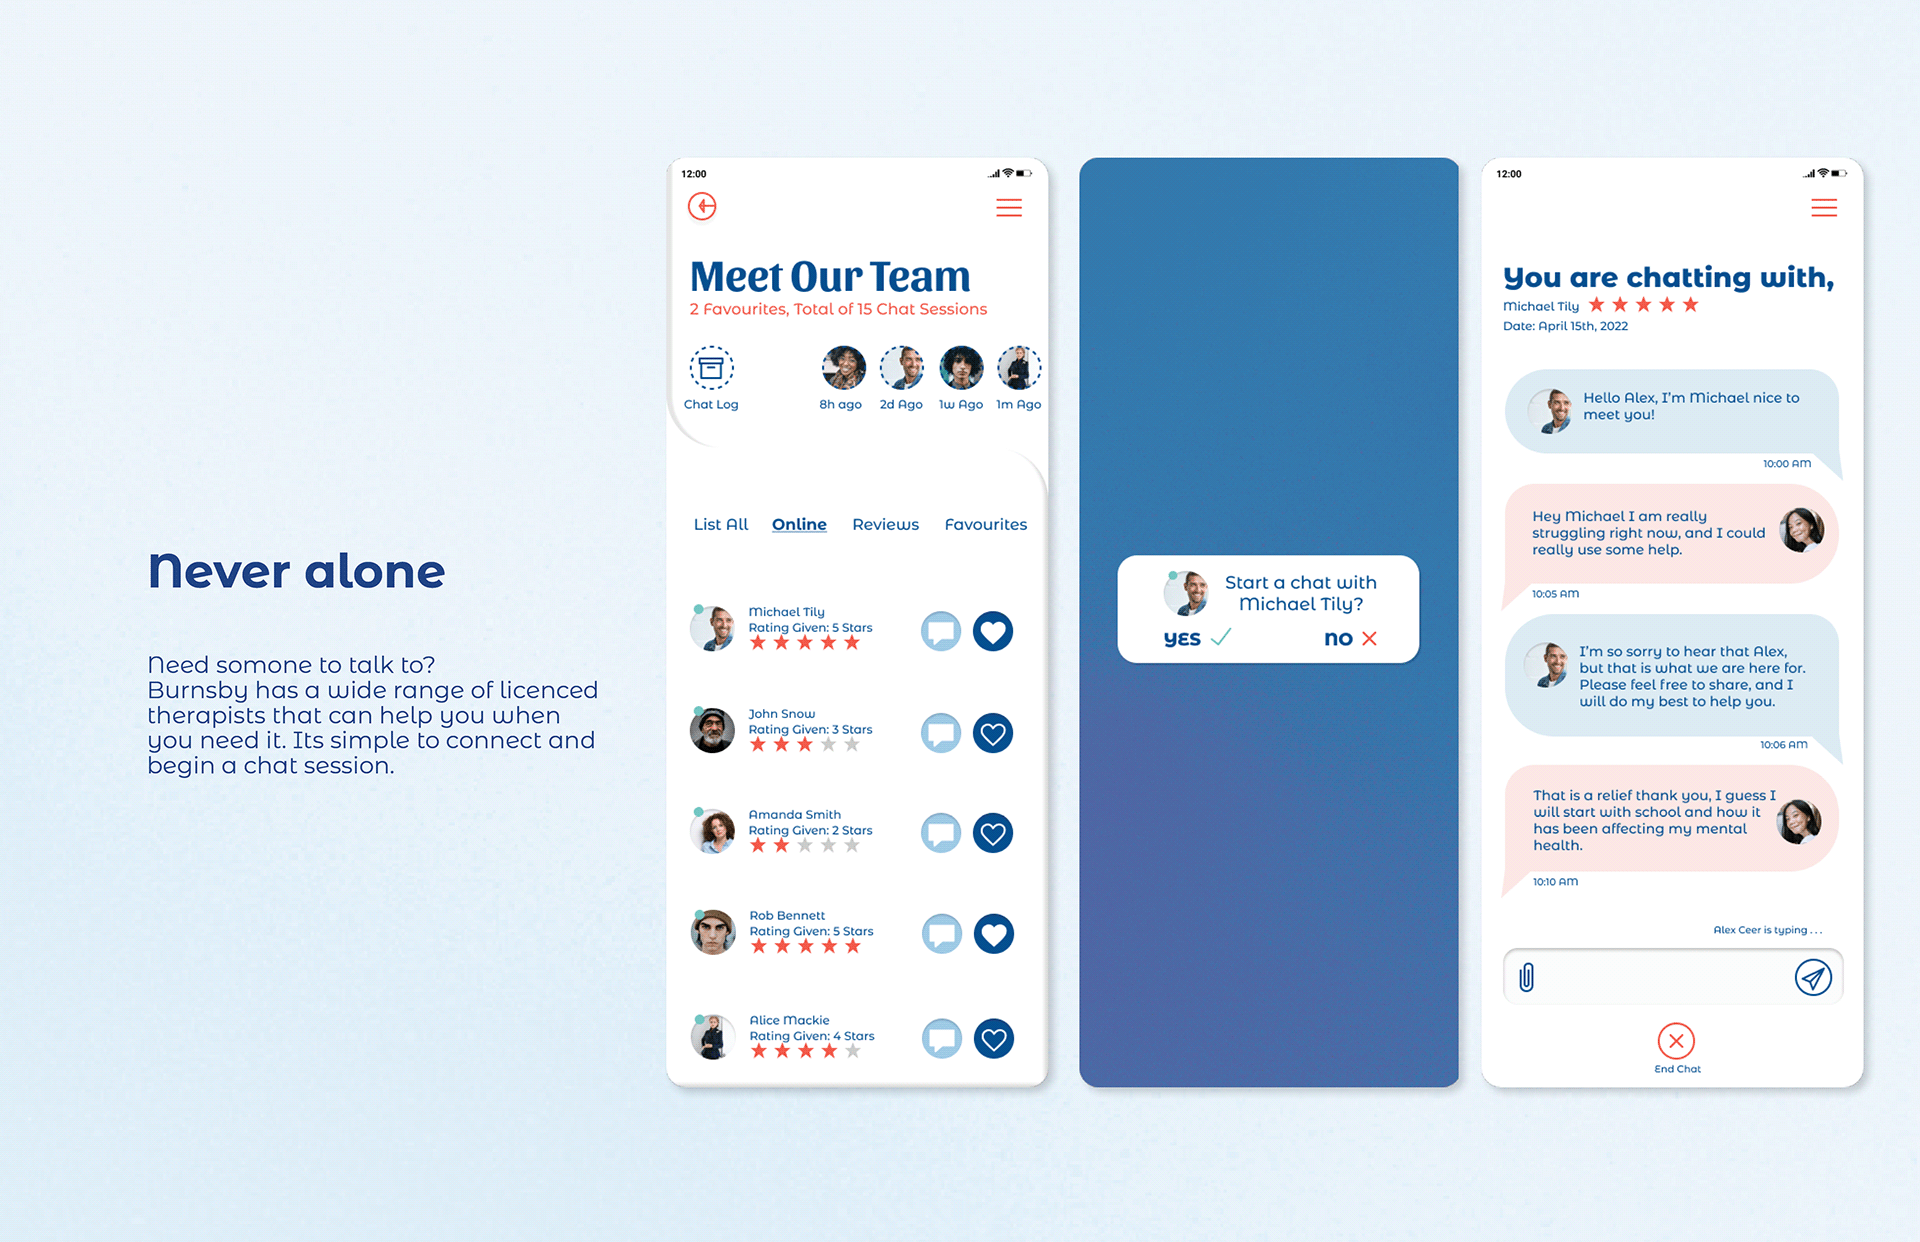 Never alone
Need somone to talk to?
Burnsby has a wide range of licenced
therapists that can help you when
you need it. Its simple to connect and
begin a chat session.
12:00
Meet Our Team
2 Favourites, Total of 15 Chat Sessions
Chat Log
8h ago
2d Ago
1w Ago
1m Ago
List All
Online
Reviews
Favourites
Michael Tily
Rating Given: 5 Stars
John Snow
Rating Given: 3 Stars
Amanda Smith
Rating Given: 2 Stars
Rob Bennett
Rating Given: 5 Stars
Alice Mackie
Rating Given: 4 Stars
Start a chat with
Michael Tily?
YES
NO
12:00
You are chatting with,
Michael Tily
Date: April 15th, 2022
Hello Alex, I'm Michael nice to
meet you!
10:00 AM
Hey Michael I am really
struggling right now, and I could
really use some help.
10:05 AM
I'm so sorry to hear that Alex,
but that is what we are here for.
Please feel free to share, and I
will do my best to help you.
10:06 AM
That is a relief thank you, I guess I
will start with school and how it
has been affecting my mental
health.
10:10 AM
Alex Ceer is typing . . .
End Chat